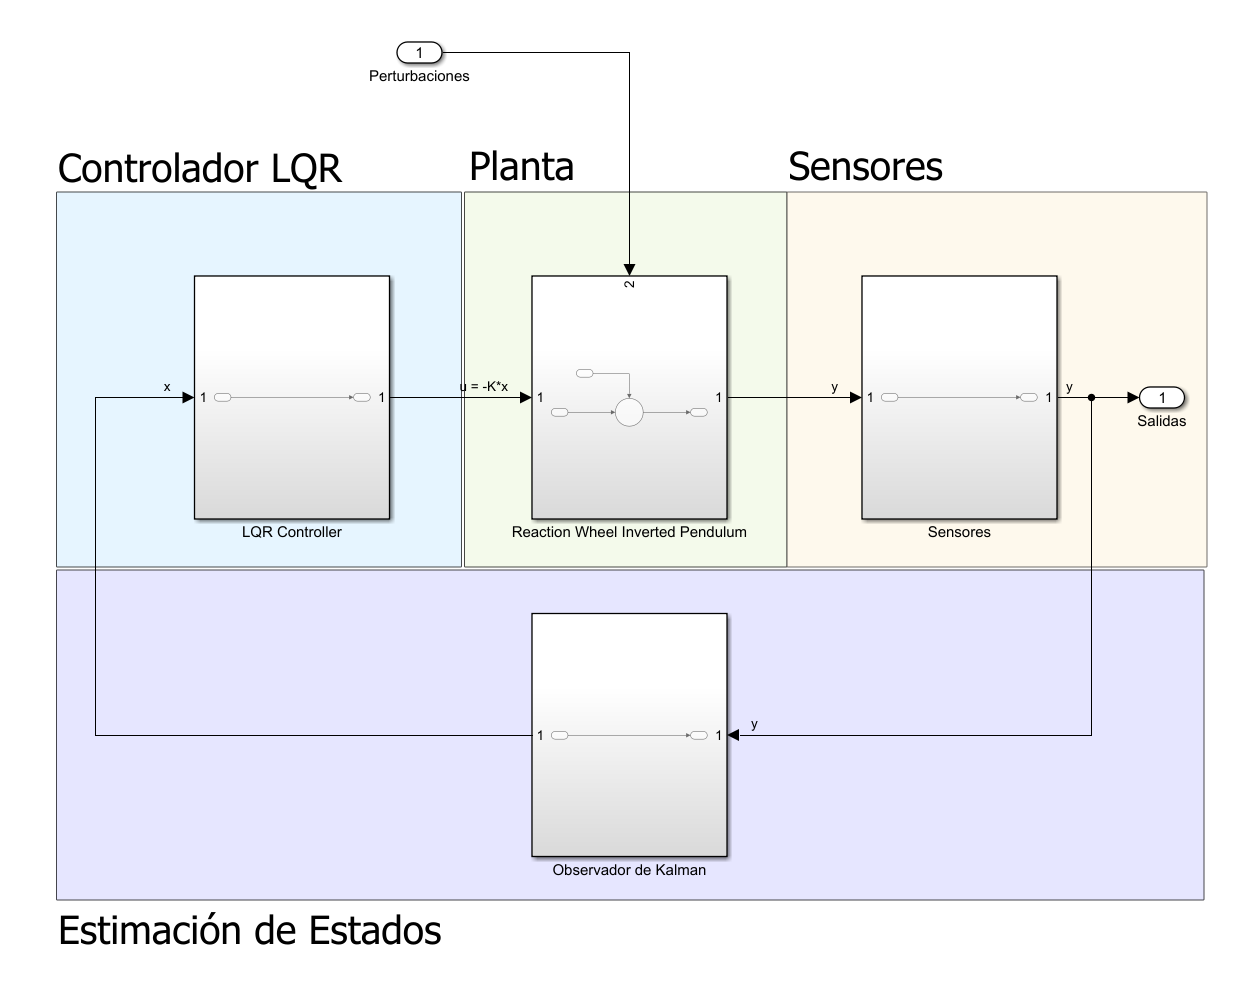 1
Perturbaciones
Controlador LQR
Planta
Sensores
2
x
1
1
u = -K*x
1
1
y
1
1
y
1
Salidas
LQR Controller
Reaction Wheel Inverted Pendulum
Sensores
1
1
y
Observador de Kalman
Estimación de Estados